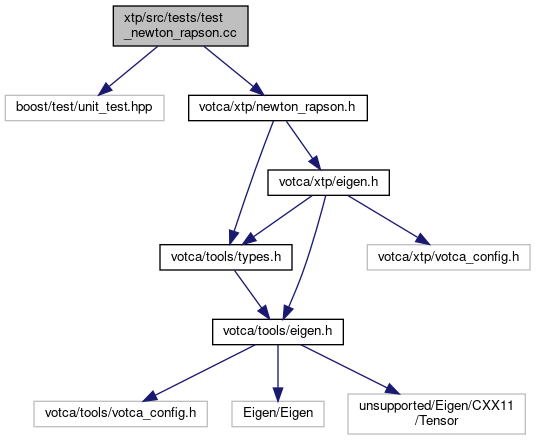 xtp/src/tests/test
_newton_rapson.cc
boost/test/unit_test.hpp
votca/xtp/newton_rapson.h
votca/xtp/eigen.h
votca/tools/types.h
votca/xtp/votca_config.h
votca/tools/eigen.h
votca/tools/votca_config.h
Eigen/Eigen
unsupported/Eigen/CXX11
/Tensor